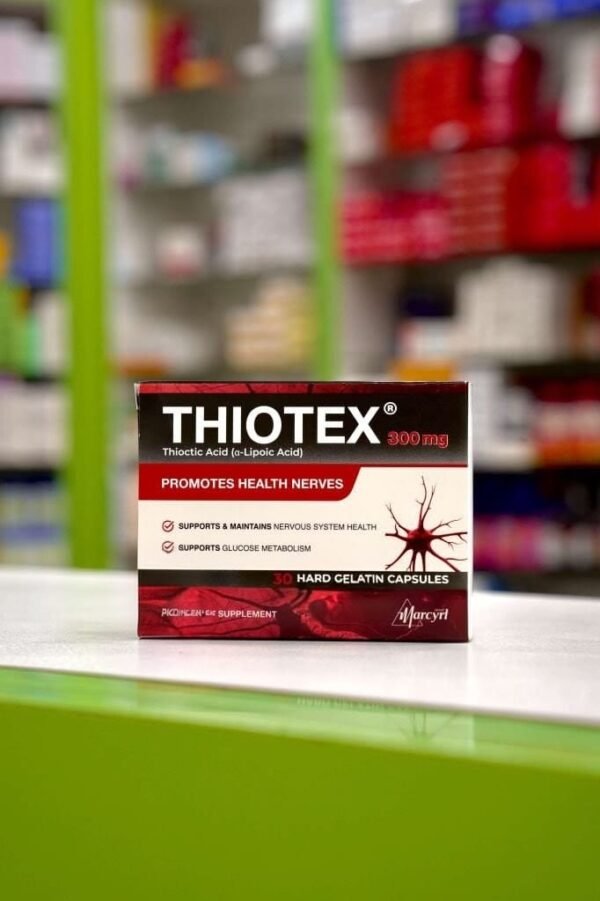 THIOTEX®
300mg
Thioctic Acid (α-Lipoic Acid)
PROMOTES HEALTH NERVES
SUPPORTS & MAINTAINS NERVOUS SYSTEM HEALTH
SUPPORTS GLUCOSE METABOLISM
30 HARD GELATIN CAPSULES
SUPPLEMENT
Marcyrl